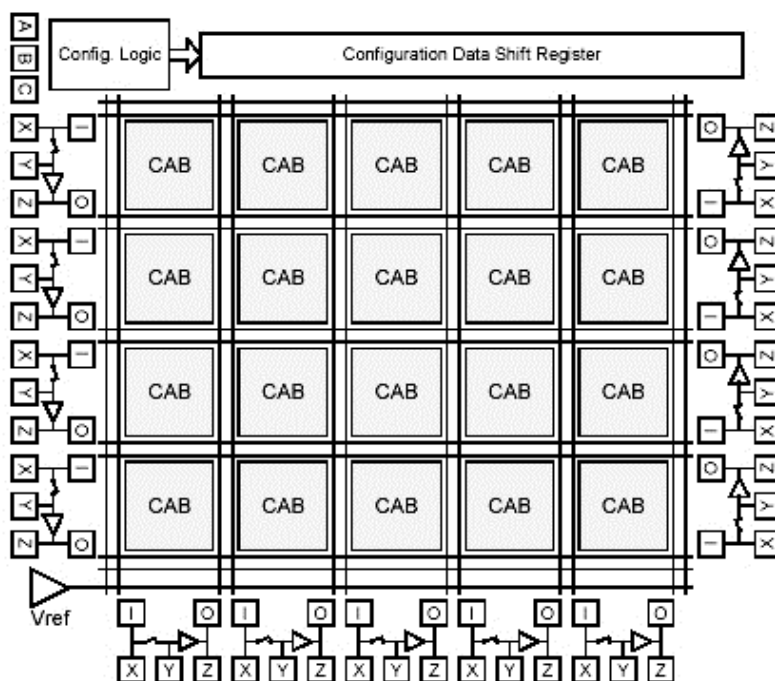 A
B
C
Config. Logic
Configuration Data Shift Register
X I
Y
Z O
CAB CAB CAB CAB CAB
O Z
Y
I X
X I
Y
Z O
CAB CAB CAB CAB CAB
O Z
Y
I X
X I
Y
Z O
CAB CAB CAB CAB CAB
O Z
Y
I X
X I
Y
Z O
CAB CAB CAB CAB CAB
O Z
Y
I X
Vref
I O I O I O I O I O
X Y Z X Y Z X Y Z X Y Z X Y Z